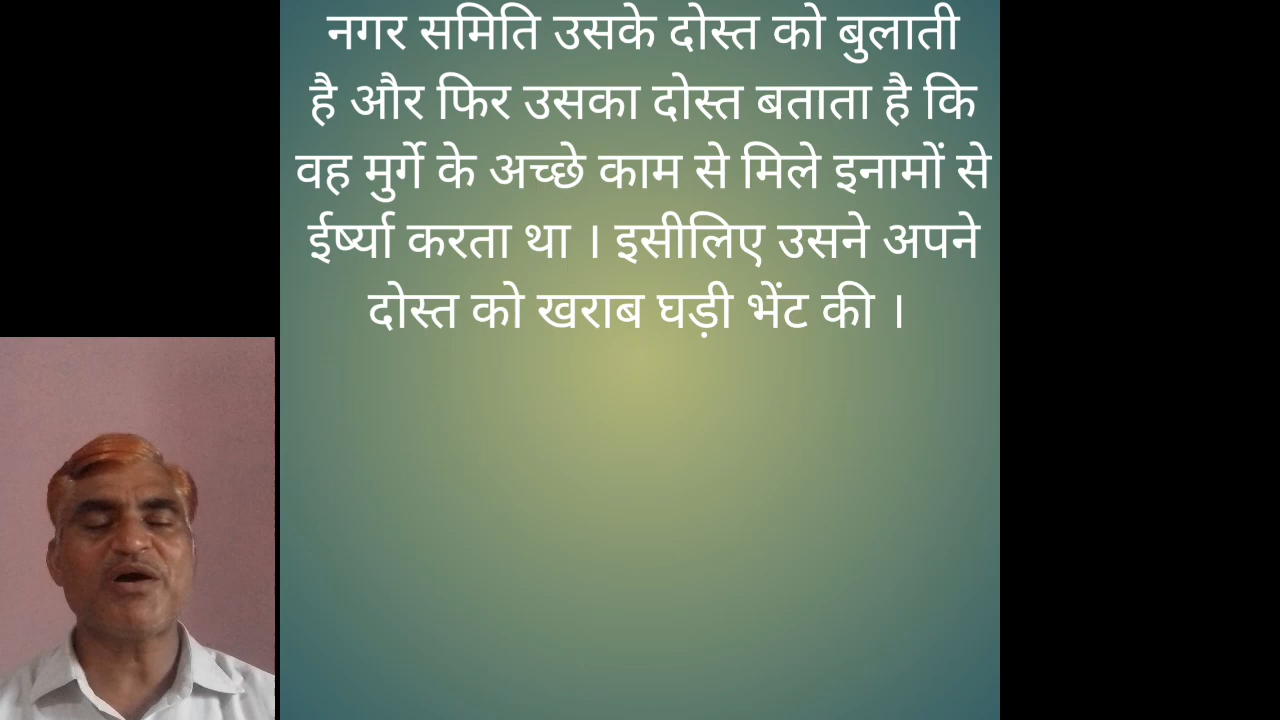 नगर समिति उसके दोस्त को बुलाती
है और फिर उसका दोस्त बताता है कि
वह मुर्गे के अच्छे काम से मिले इनामों से
ईर्ष्या करता था । इसीलिए उसने अपने
दोस्त को खराब घड़ी भेंट की ।